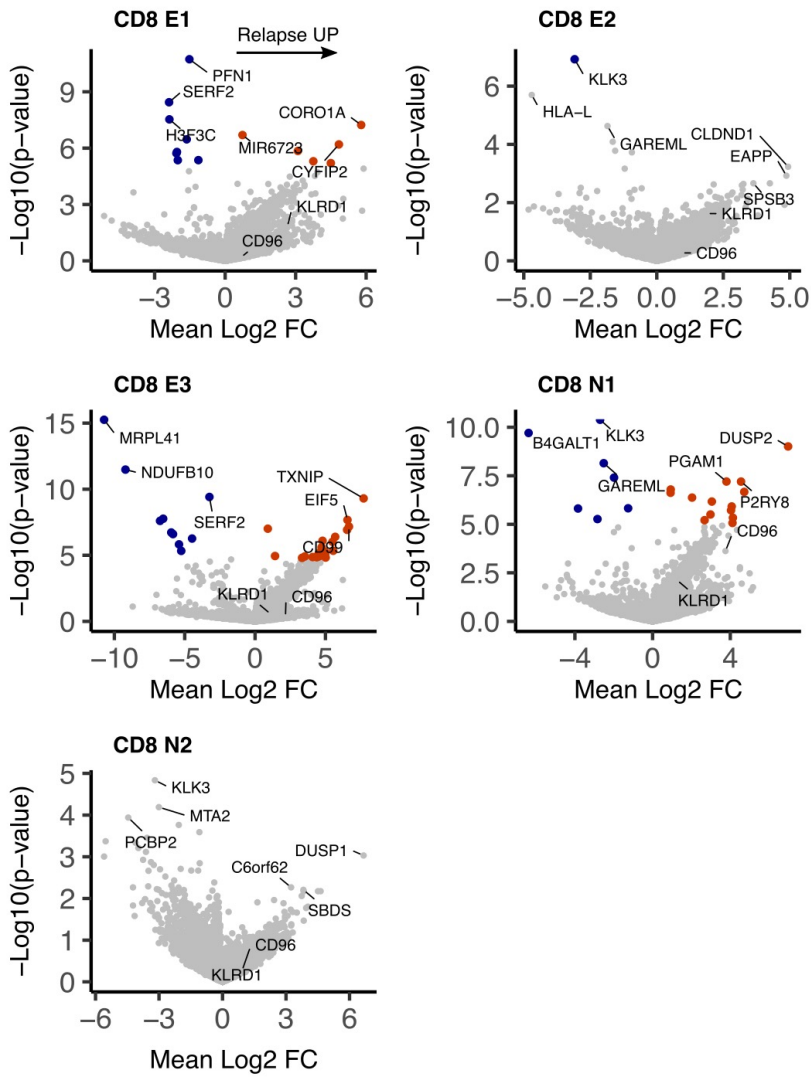 CD8 E1
Relapse UP
PFN1
SERF2
H3F3C
MIR6723
CORO1A
CYFIP2
KLRD1
CD96
−Log10(p−value)
9
6
3
0
−3 0 3 6
Mean Log2 FC
CD8 E2
KLK3
HLA−L
GAREML
CLDND1
EAPP
SPSB3
KLRD1
CD96
−Log10(p−value)
6
4
2
0
−5.0 −2.5 0.0 2.5 5.0
Mean Log2 FC
CD8 E3
MRPL41
NDUFB10
SERF2
TXNIP
EIF5
CD99
KLRD1
CD96
−Log10(p−value)
15
10
5
0
−10 −5 0 5
Mean Log2 FC
CD8 N1
KLK3
B4GALT1
GAREML
DUSP2
PGAM1
P2RY8
CD96
KLRD1
−Log10(p−value)
10.0
7.5
5.0
2.5
0.0
−4 0 4
Mean Log2 FC
CD8 N2
KLK3
MTA2
PCBP2
DUSP1
C6orf62
SBDS
CD96
KLRD1
−Log10(p−value)
5
4
3
2
1
0
−6 −3 0 3 6
Mean Log2 FC